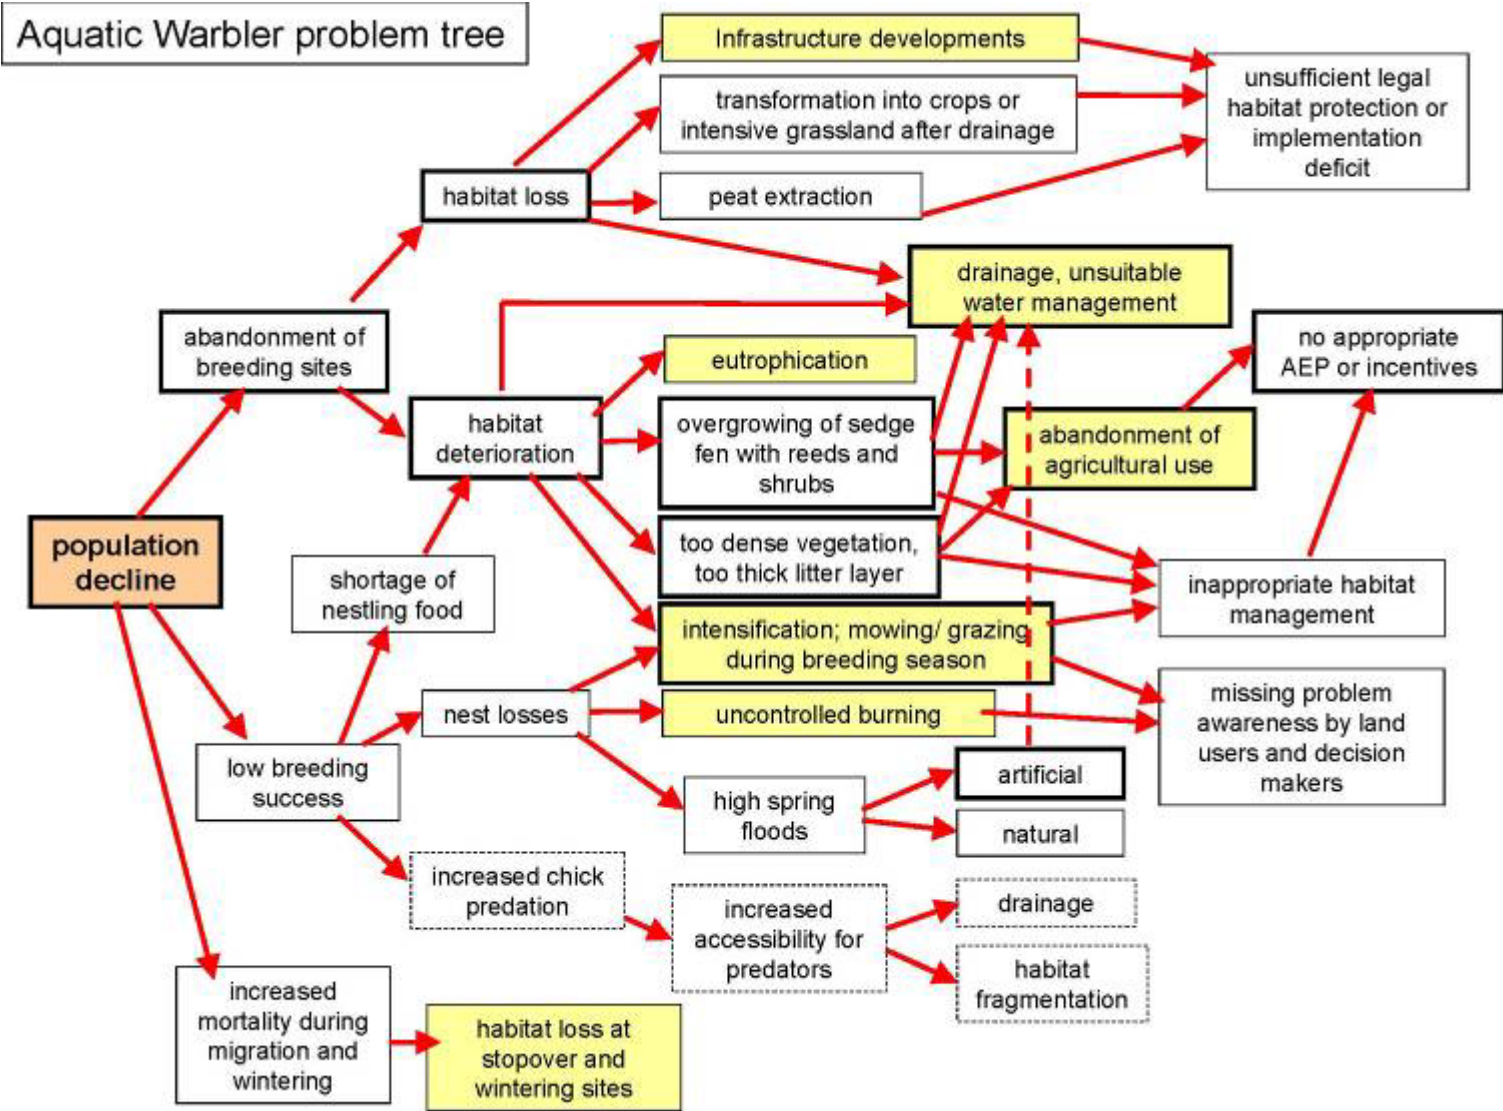 Aquatic Warbler problem tree
Infrastructure developments
transformation into crops or
intensive grassland after drainage
unsufficient legal
habitat protection or
implementation
deficit
habitat loss
peat extraction
drainage, unsuitable
water management
abandonment of
breeding sites
eutrophication
no appropriate
AEP or incentives
habitat
deterioration
overgrowing of sedge
fen with reeds and
shrubs
abandonment of
agricultural use
population
decline
too dense vegetation,
too thick litter layer
shortage of
nestling food
inappropriate habitat
management
intensification; mowing/ grazing
during breeding season
nest losses
uncontrolled burning
missing problem
awareness by land
users and decision
makers
low breeding
success
artificial
high spring
floods
natural
increased chick
predation
increased
accessibility for
predators
drainage
habitat
fragmentation
increased
mortality during
migration and
wintering
habitat loss at
stopover and
wintering sites